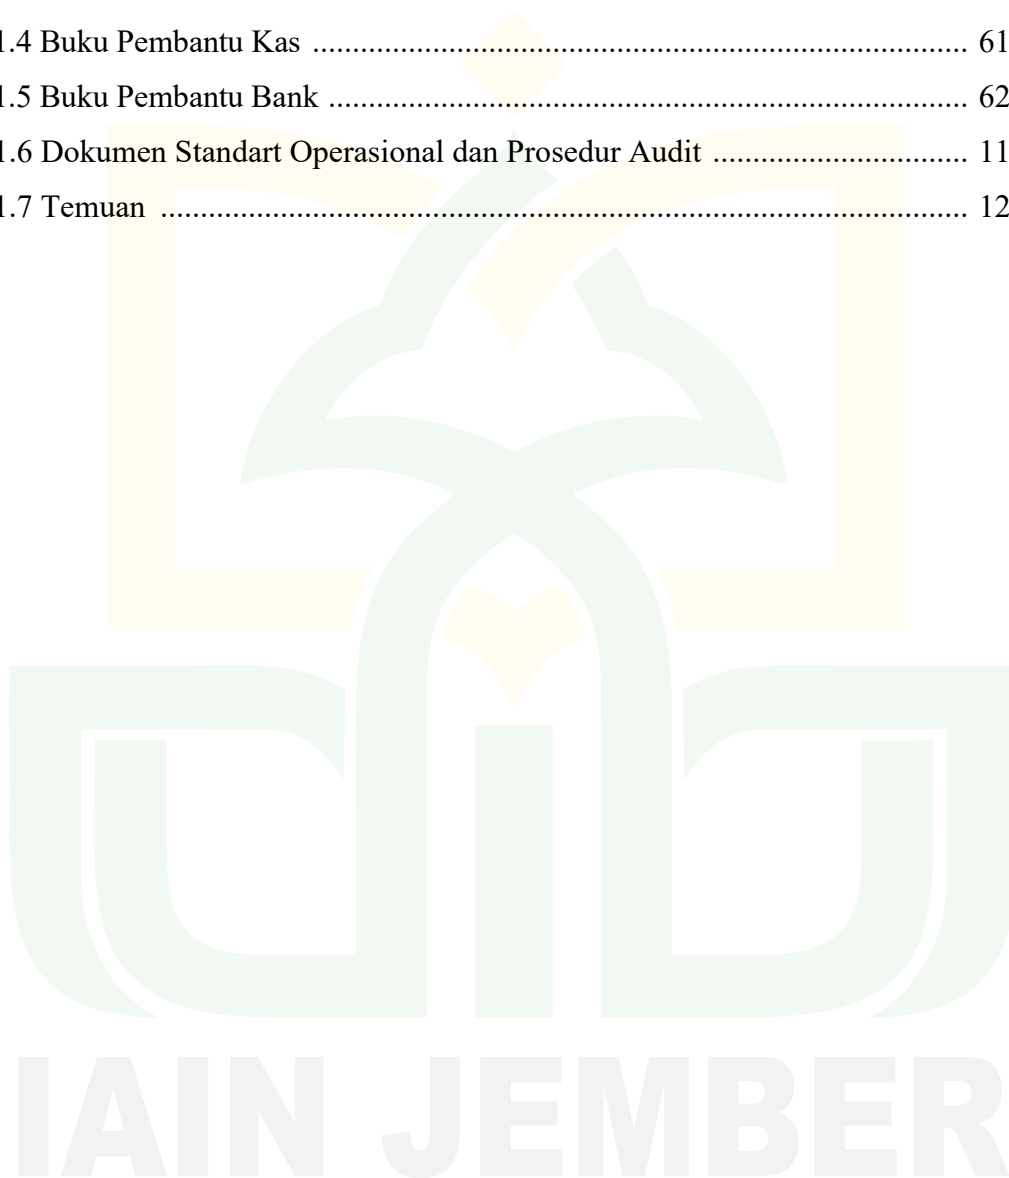 1.4 Buku Pembantu Kas ................................................................................... 61
1.5 Buku Pembantu Bank ................................................................................. 62
1.6 Dokumen Standart Operasional dan Prosedur Audit ................................ 11
1.7 Temuan ...................................................................................................... 12
IAIN JEMBER